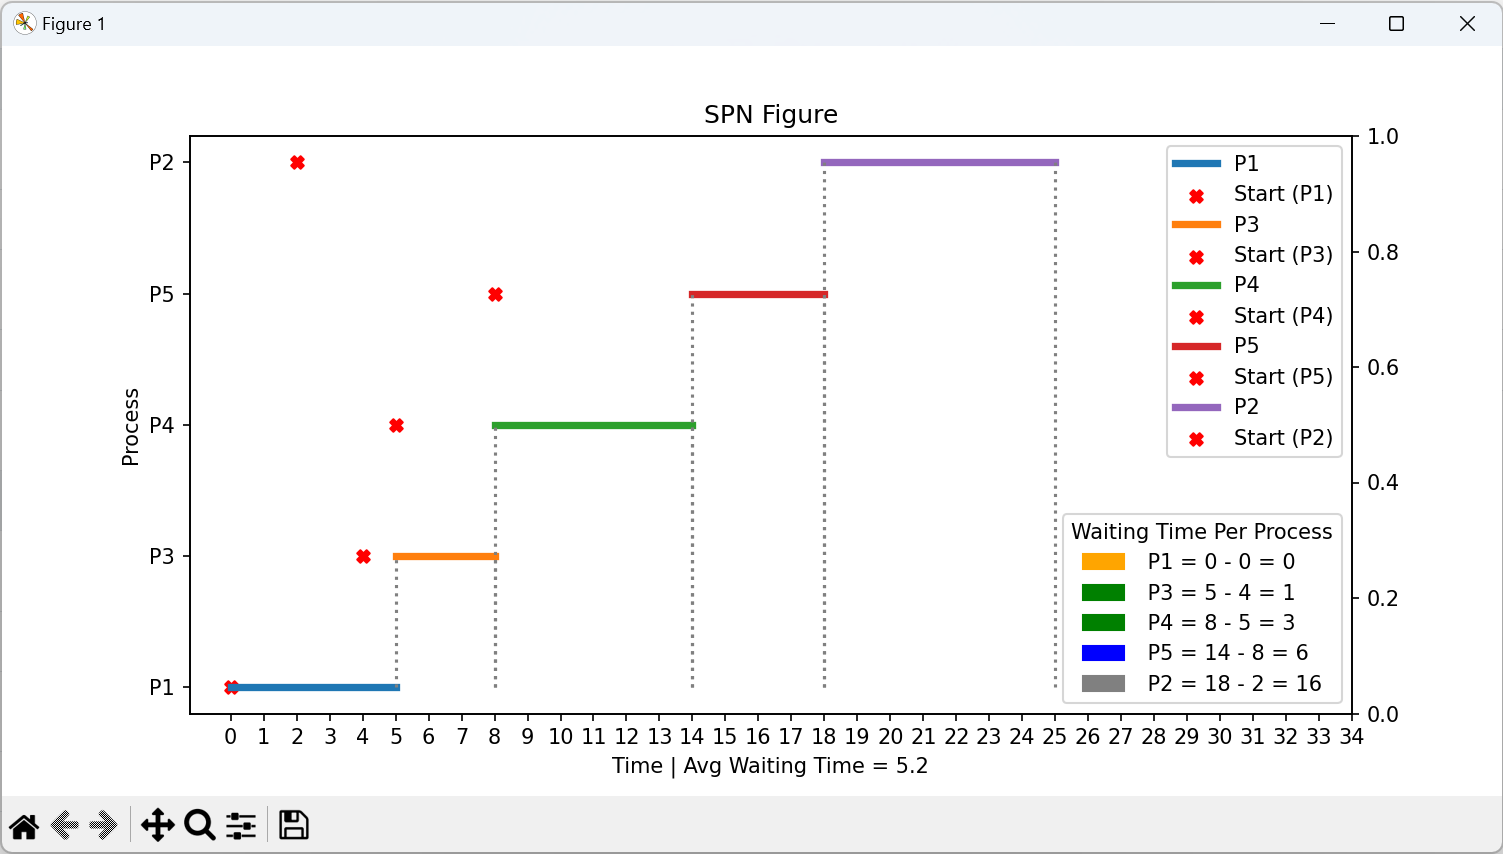 Figure 1
SPN Figure
P2
P5
P4
P3
P1
Process
0 1 2 3 4 5 6 7 8 9 10 11 12 13 14 15 16 17 18 19 20 21 22 23 24 25 26 27 28 29 30 31 32 33 34
Time | Avg Waiting Time = 5.2
1.0
0.8
0.6
0.4
0.2
0.0
P1
Start (P1)
P3
Start (P3)
P4
Start (P4)
P5
Start (P5)
P2
Start (P2)
Waiting Time Per Process
P1 = 0 - 0 = 0
P3 = 5 - 4 = 1
P4 = 8 - 5 = 3
P5 = 14 - 8 = 6
P2 = 18 - 2 = 16